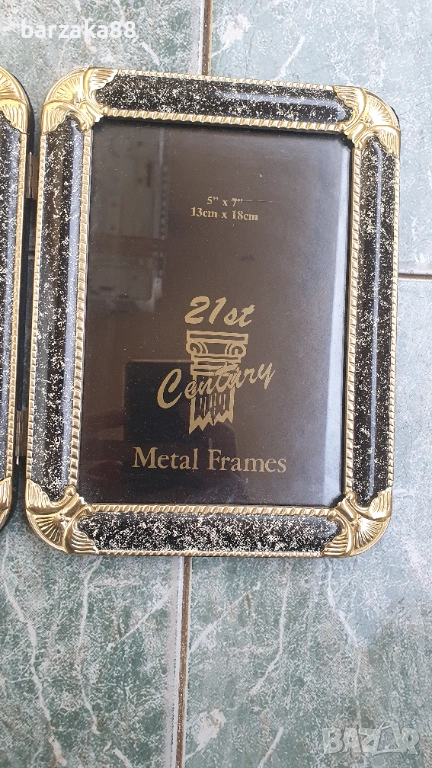 barzaka88
5" x 7"
13cm x 18cm
21st
Century
Metal Frames
BAZAR